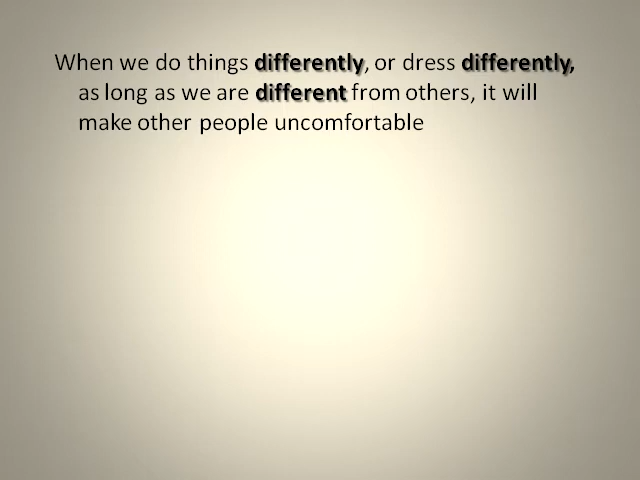 When we do things differently, or dress differently,
as long as we are different from others, it will
make other people uncomfortable